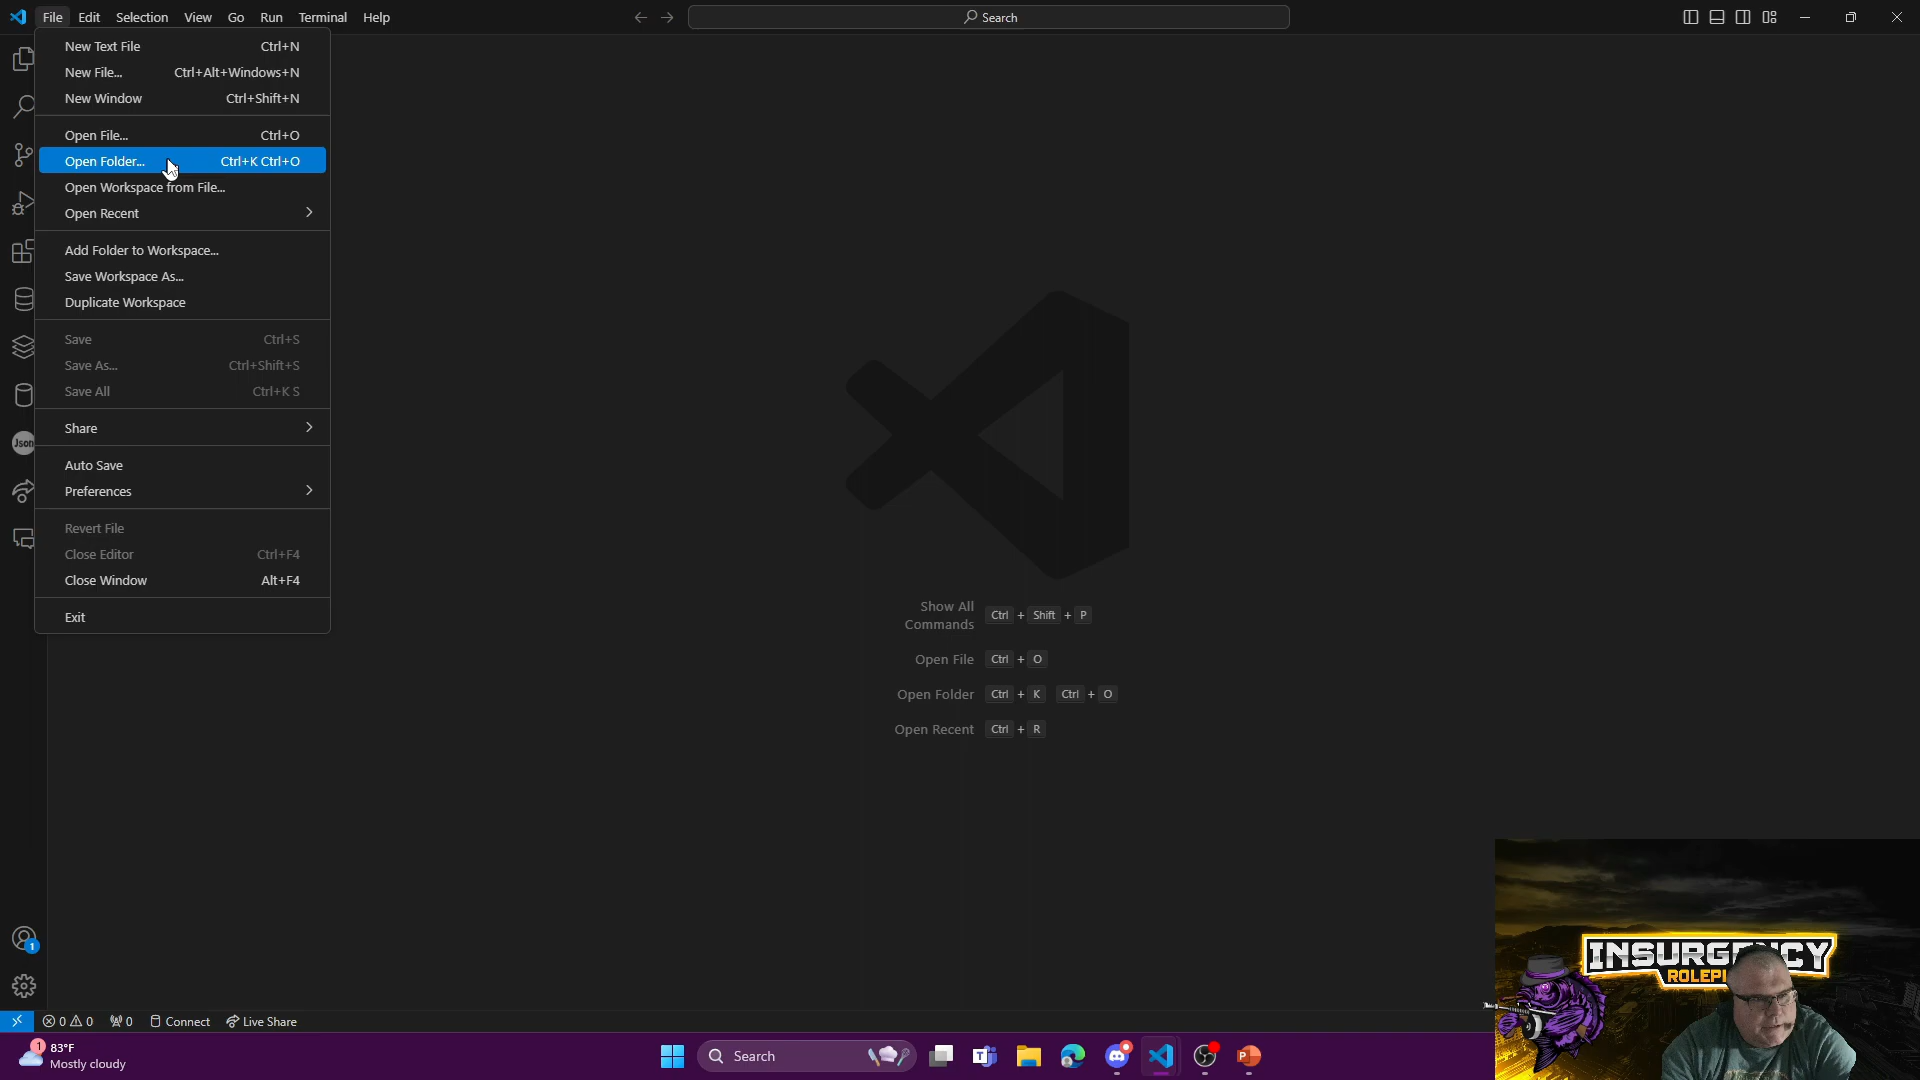 File Edit Selection View Go Run Terminal Help
Search
New Text File Ctrl+N
New File... Ctrl+Alt+Windows+N
New Window Ctrl+Shift+N
Open File... Ctrl+O
Open Folder... Ctrl+K Ctrl+O
Open Workspace from File...
Open Recent
Add Folder to Workspace...
Save Workspace As...
Duplicate Workspace
Save Ctrl+S
Save As... Ctrl+Shift+S
Save All Ctrl+K S
Share
Auto Save
Preferences
Revert File
Close Editor Ctrl+F4
Close Window Alt+F4
Exit
Json
Show All
Commands Ctrl + Shift + P
Open File Ctrl + O
Open Folder Ctrl + K Ctrl + O
Open Recent Ctrl + R
1
0 0 0 Connect Live Share
1
83°F
Mostly cloudy
Search